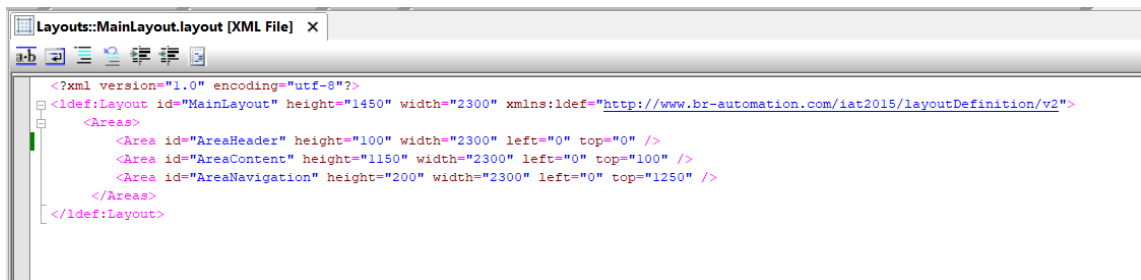 Layouts::MainLayout.layout [XML File] X
a·b
<?xml version="1.0" encoding="utf-8"?>
<ldef:Layout id="MainLayout" height="1450" width="2300" xmlns:ldef="http://www.br-automation.com/iat2015/layoutDefinition/v2">
<Areas>
<Area id="AreaHeader" height="100" width="2300" left="0" top="0" />
<Area id="AreaContent" height="1150" width="2300" left="0" top="100" />
<Area id="AreaNavigation" height="200" width="2300" left="0" top="1250" />
</Areas>
</ldef:Layout>